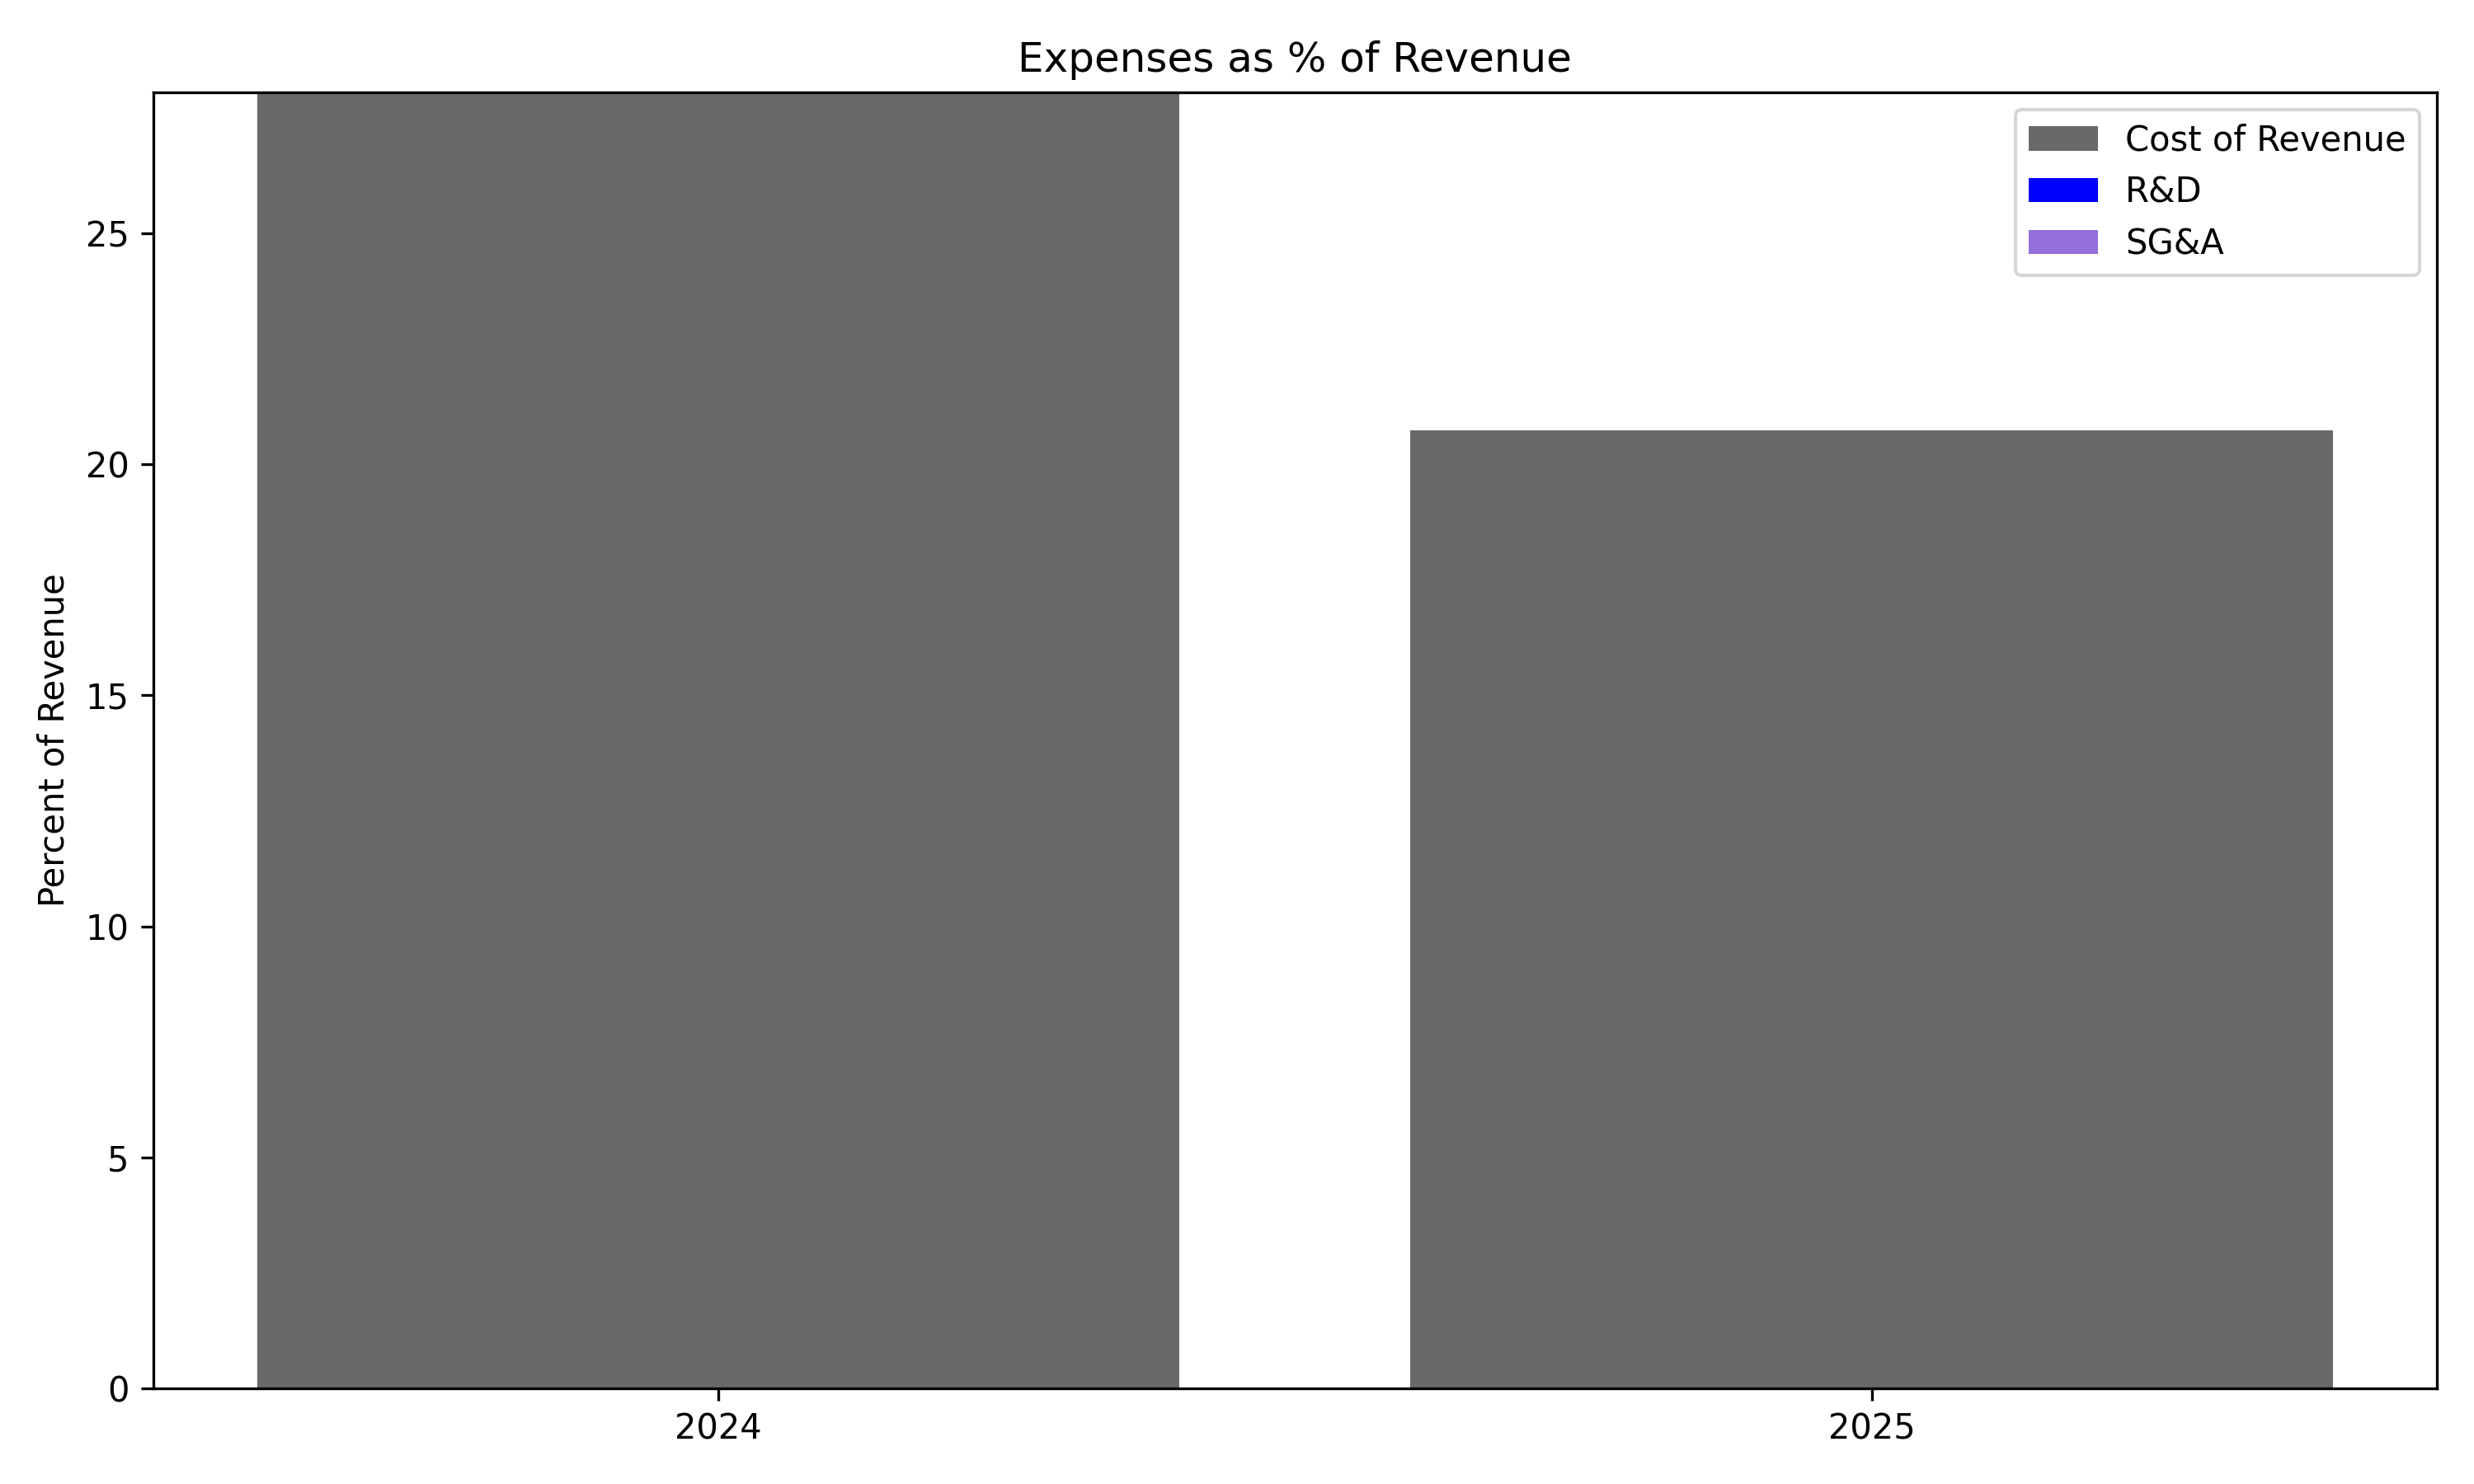 Expenses as % of Revenue
Cost of Revenue
R&D
SG&A
Percent of Revenue
25
20
15
10
5
0
2024
2025